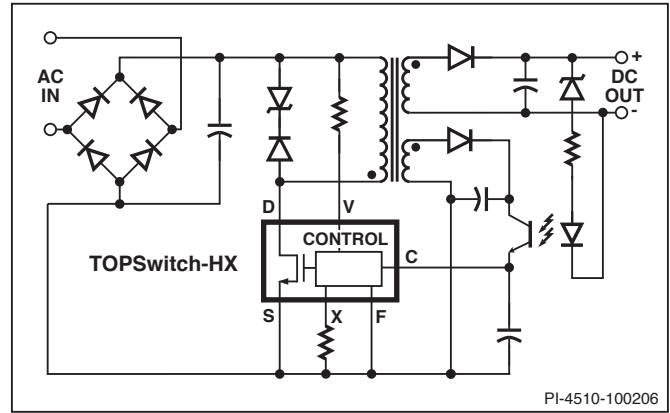 AC
IN
+
DC
OUT
-
D
V
CONTROL
TOPSwitch-HX
C
S
X
F
PI-4510-100206